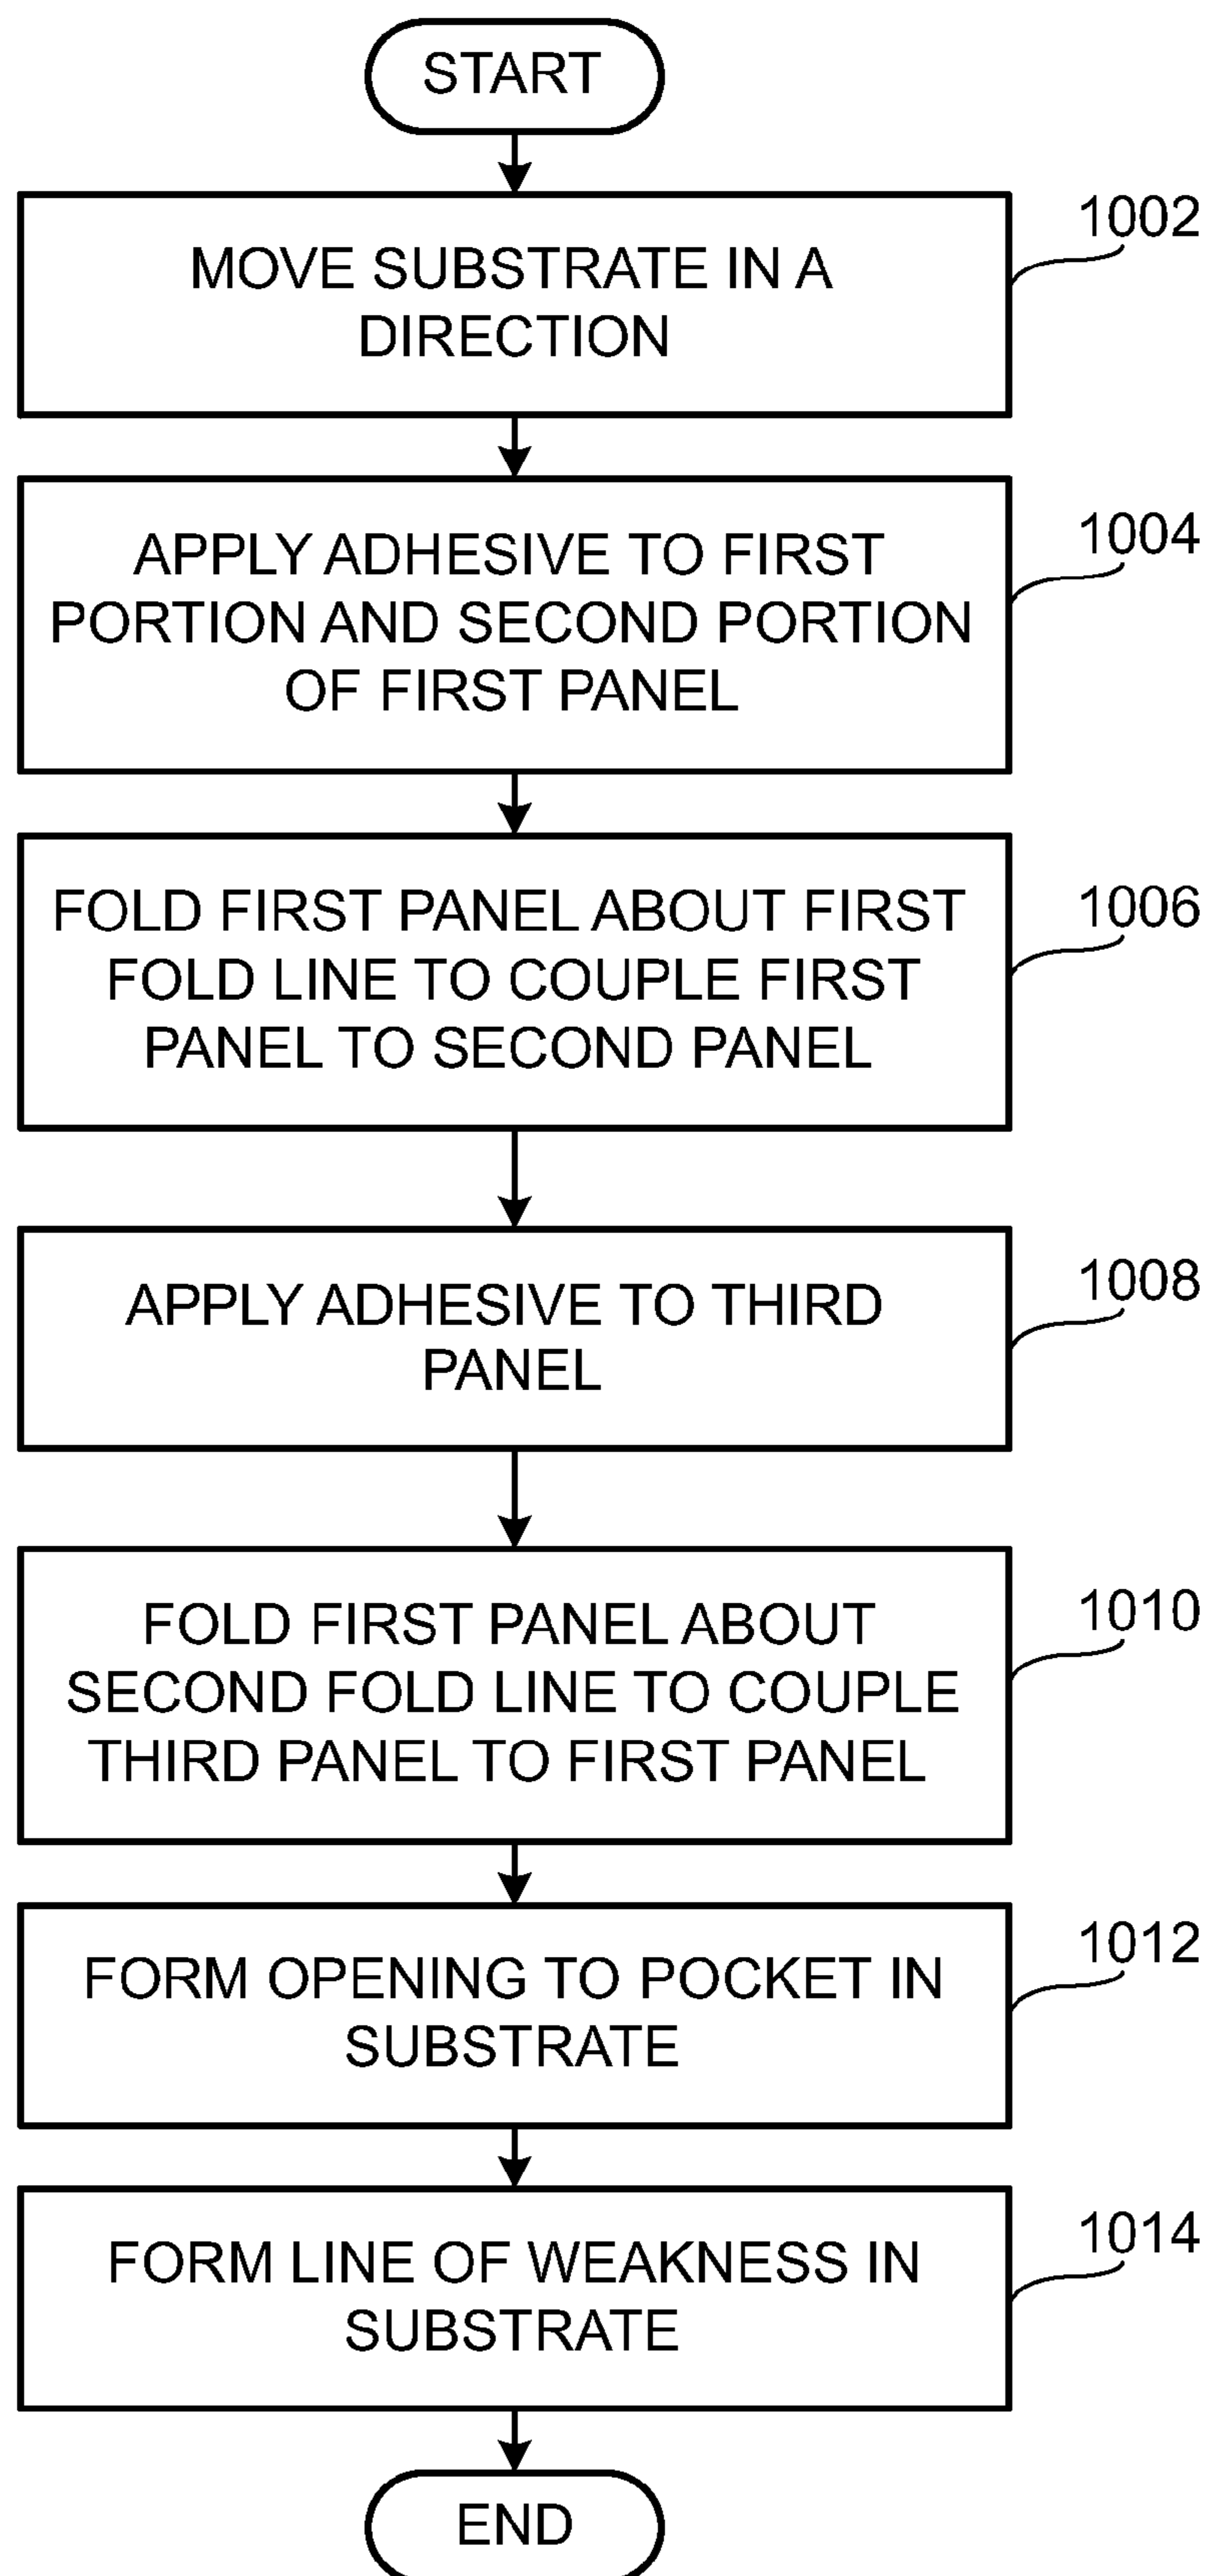 START
1002
MOVE SUBSTRATE IN A
DIRECTION
1004
APPLY ADHESIVE TO FIRST
PORTION AND SECOND PORTION
OF FIRST PANEL
1006
FOLD FIRST PANEL ABOUT FIRST
FOLD LINE TO COUPLE FIRST
PANEL TO SECOND PANEL
1008
APPLY ADHESIVE TO THIRD
PANEL
1010
FOLD FIRST PANEL ABOUT
SECOND FOLD LINE TO COUPLE
THIRD PANEL TO FIRST PANEL
1012
FORM OPENING TO POCKET IN
SUBSTRATE
1014
FORM LINE OF WEAKNESS IN
SUBSTRATE
END